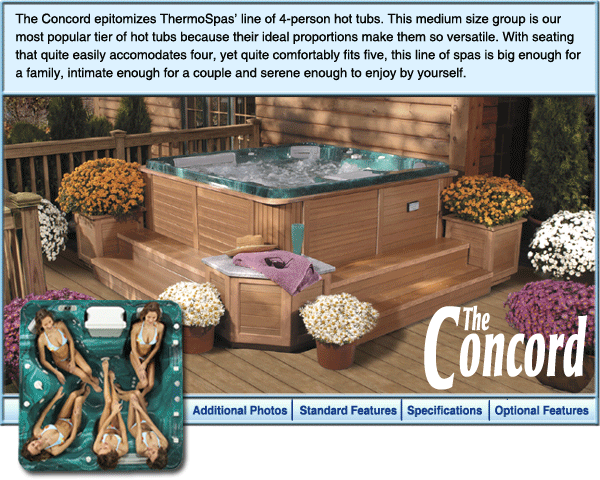 The Concord epitomizes ThermoSpas' line of 4-person hot tubs. This medium size group is our
most popular tier of hot tubs because their ideal proportions make them so versatile. With seating
that quite easily accomodates four, yet quite comfortably fits five, this line of spas is big enough for
a family, intimate enough for a couple and serene enough to enjoy by yourself.
The
Concord
Additional Photos | Standard Features | Specifications | Optional Features